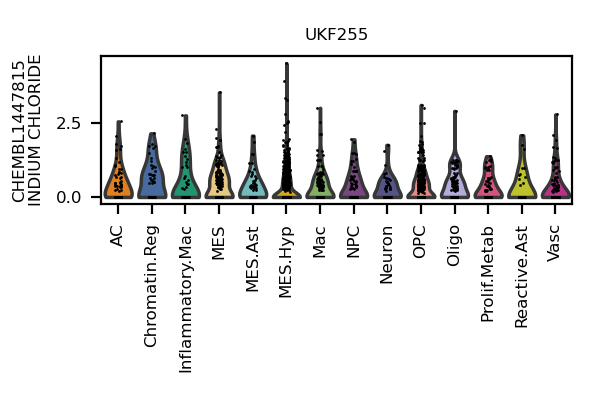 UKF255
CHEMBL1447815
INDIUM CHLORIDE
2.5
0.0
AC
Chromatin.Reg
Inflammatory.Mac
MES
MES.Ast
MES.Hyp
Mac
NPC
Neuron
OPC
Oligo
Prolif.Metab
Reactive.Ast
Vasc